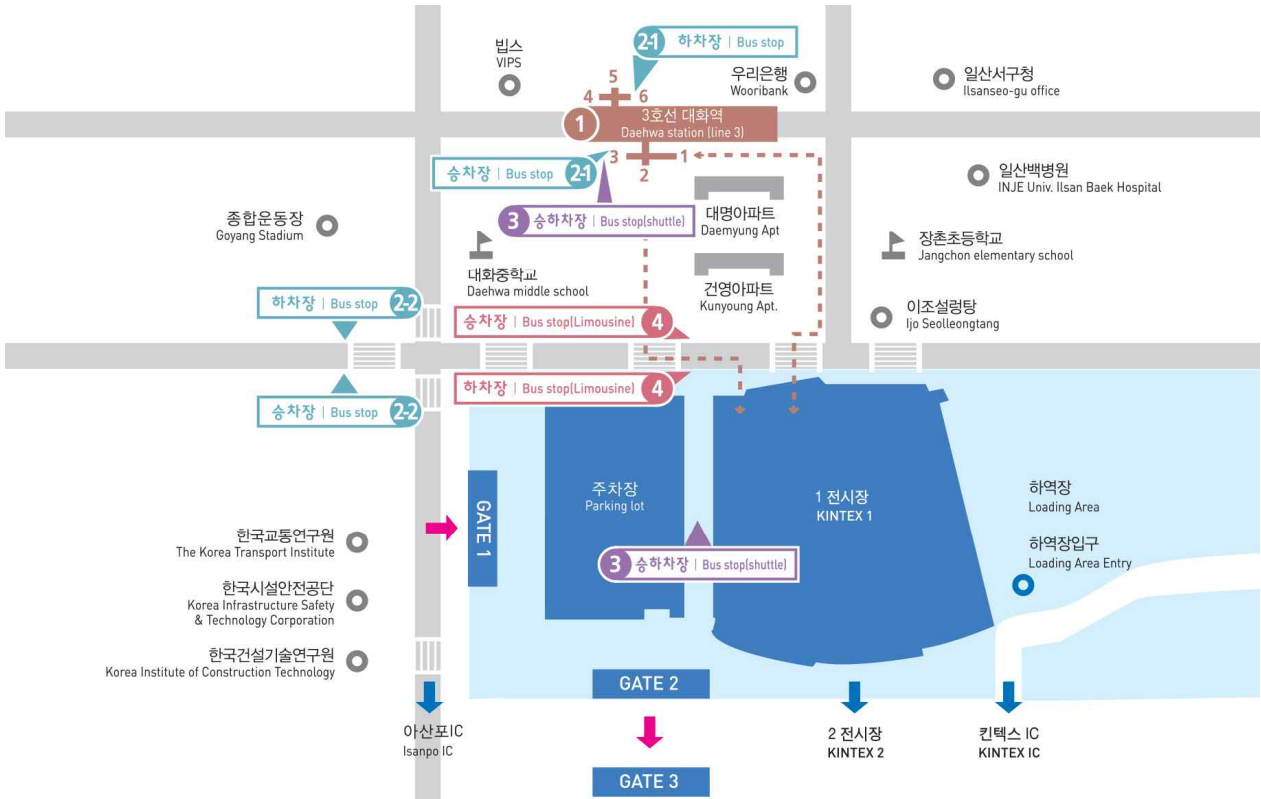 2-1 하차장 | Bus stop
빕스
VIPS
우리은행
Wooribank
일산서구청
Ilsanseo-gu office
5
4 6
1
3호선 대화역
Daehwa station (line 3)
3 1
2
승차장 | Bus stop 2-1
일산백병원
INJE Univ. Ilsan Baek Hospital
3 승하차장 | Bus stop(shuttle)
대명아파트
Daemyung Apt
종합운동장
Goyang Stadium
장촌초등학교
Jangchon elementary school
대화중학교
Daehwa middle school
건영아파트
Kunyoung Apt.
하차장 | Bus stop 2-2
승차장 | Bus stop(Limousine) 4
이조설렁탕
Ijo Seolleongtang
하차장 | Bus stop(Limousine) 4
승차장 | Bus stop 2-2
GATE 1
주차장
Parking lot
1 전시장
KINTEX 1
하역장
Loading Area
한국교통연구원
The Korea Transport Institute
3 승하차장 | Bus stop(shuttle)
하역장입구
Loading Area Entry
한국시설안전공단
Korea Infrastructure Safety
& Technology Corporation
한국건설기술연구원
Korea Institute of Construction Technology
GATE 2
아산포IC
Isanpo IC
2 전시장
KINTEX 2
킨텍스 IC
KINTEX IC
GATE 3